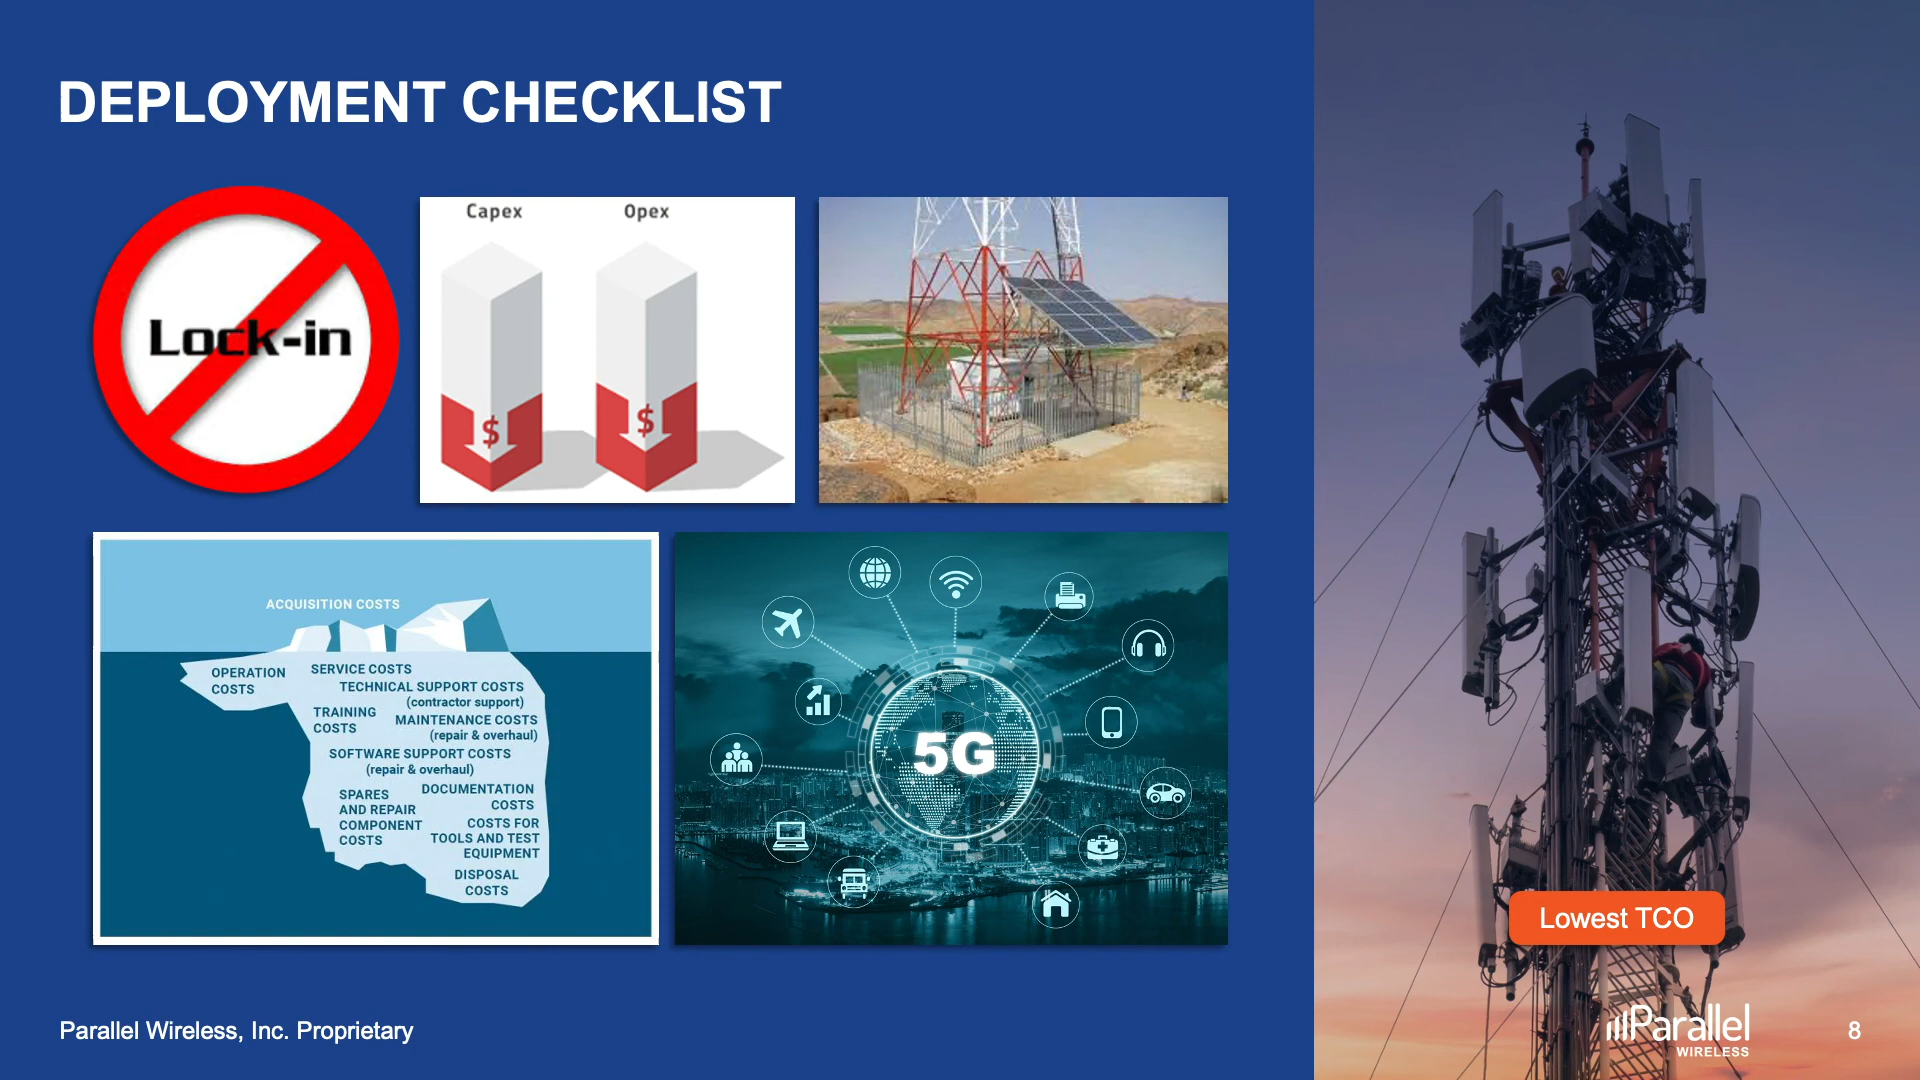 DEPLOYMENT CHECKLIST
Lock-in
Capex
Opex
$
$
ACQUISITION COSTS
OPERATION
COSTS
SERVICE COSTS
TECHNICAL SUPPORT COSTS
(contractor support)
TRAINING
COSTS
MAINTENANCE COSTS
(repair & overhaul)
SOFTWARE SUPPORT COSTS
(repair & overhaul)
SPARES
AND REPAIR
COMPONENT
COSTS
DOCUMENTATION
COSTS
COSTS FOR
TOOLS AND TEST
EQUIPMENT
DISPOSAL
COSTS
5G
Lowest TCO
Parallel Wireless, Inc. Proprietary
Parallel
WIRELESS
8